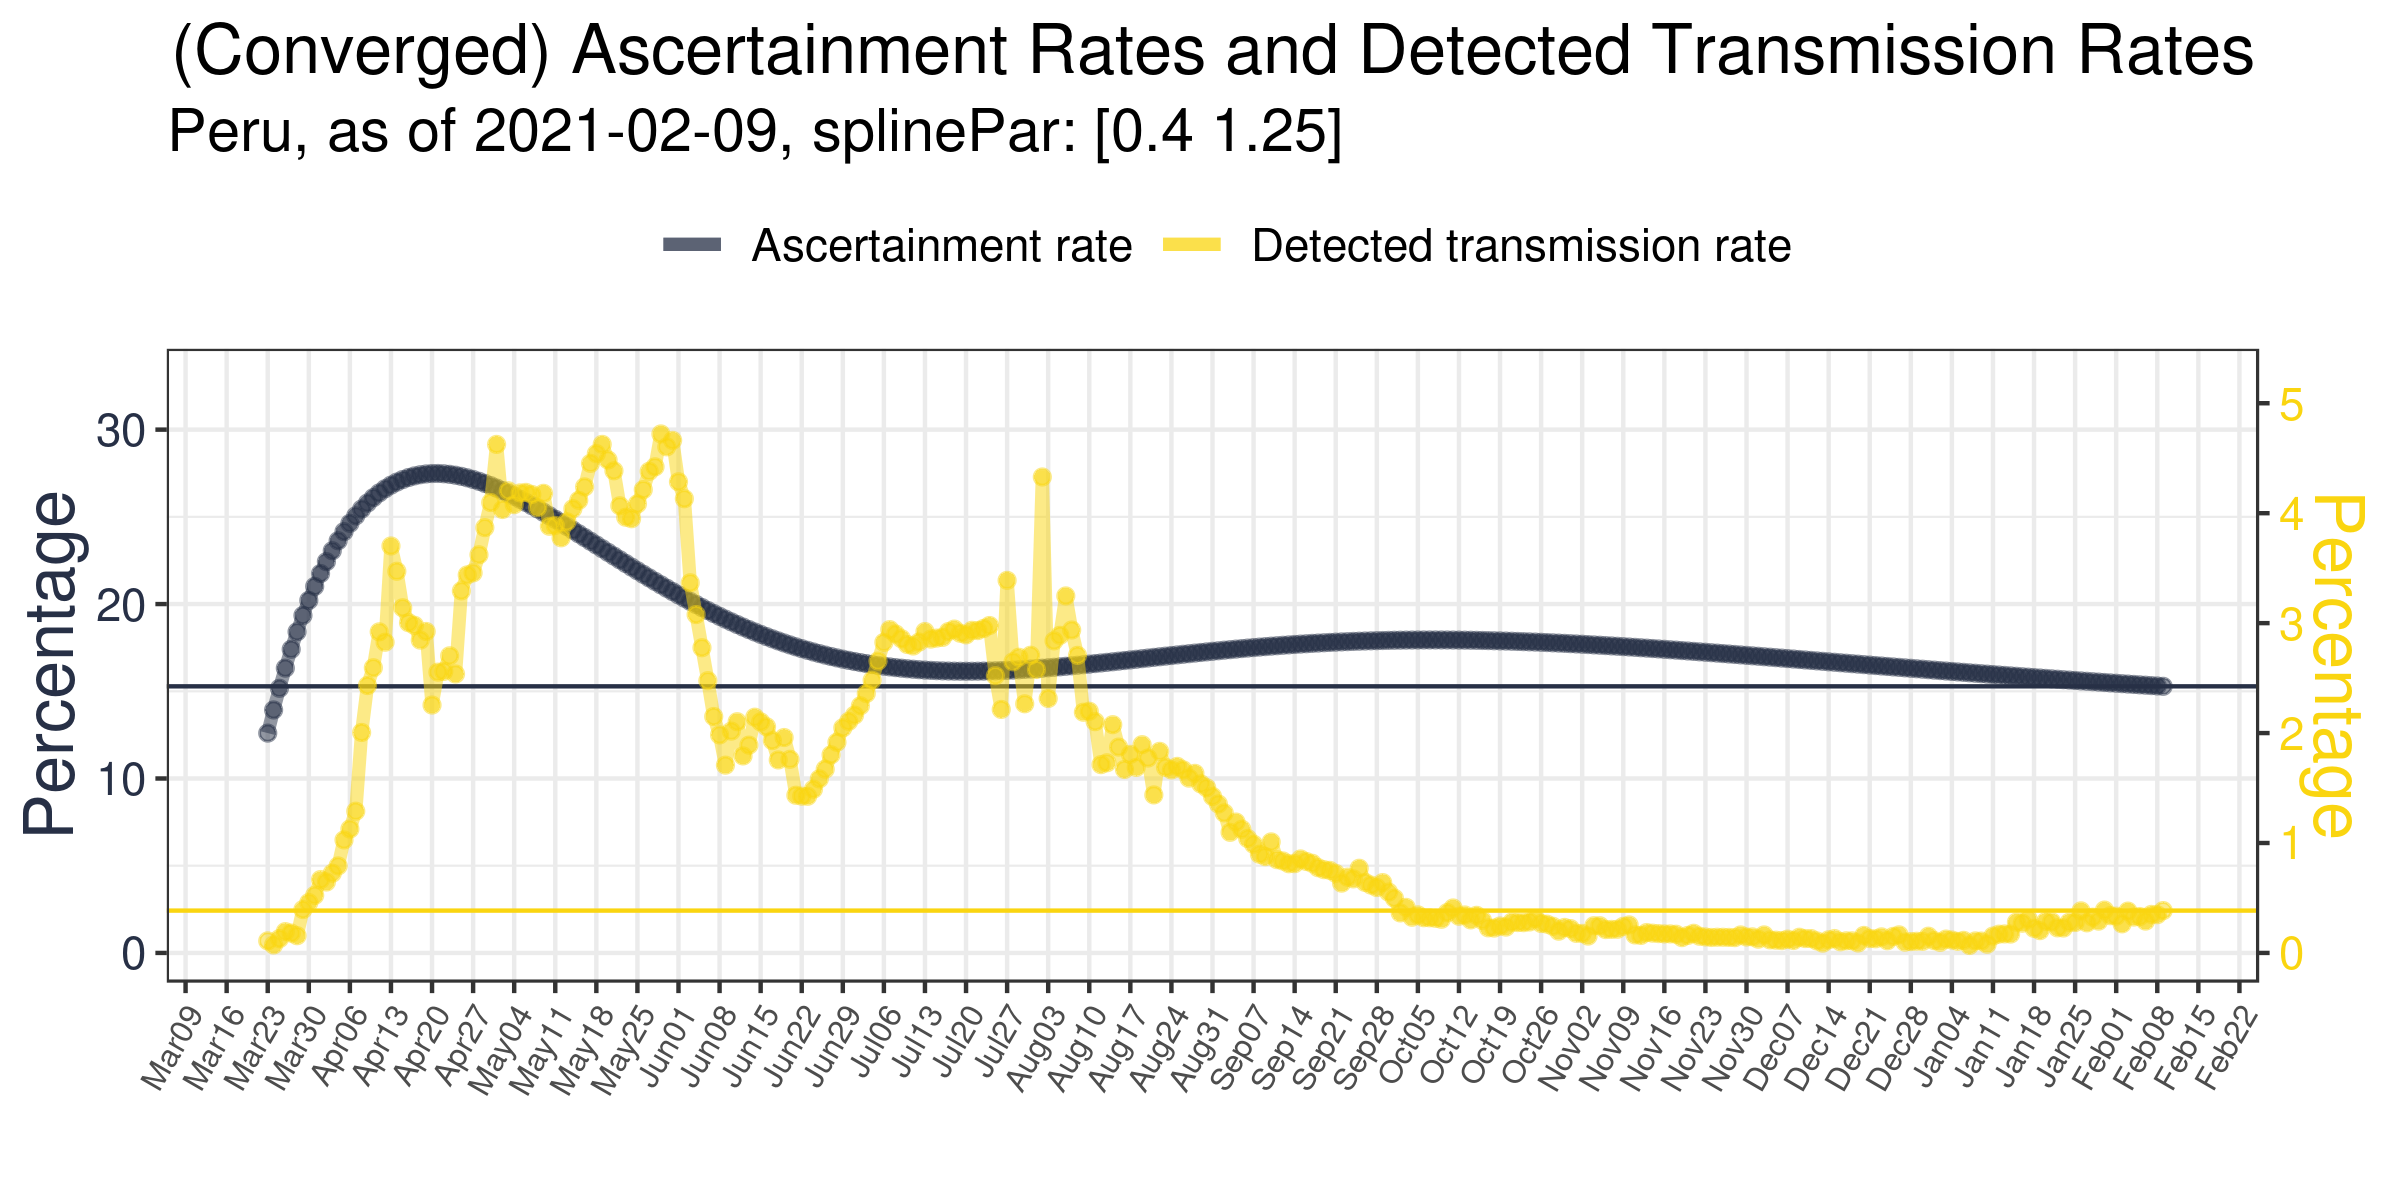 (Converged) Ascertainment Rates and Detected Transmission Rates
Peru, as of 2021-02-09, splinePar: [0.4 1.25]
Ascertainment rate Detected transmission rate
Percentage
30
20
10
0
5
4
3
2
1
0
Percentage
Mar09 Mar16 Mar23 Mar30 Apr06 Apr13 Apr20 Apr27 May04 May11 May18 May25 Jun01 Jun08 Jun15 Jun22 Jun29 Jul06 Jul13 Jul20 Jul27 Aug03 Aug10 Aug17 Aug24 Aug31 Sep07 Sep14 Sep21 Sep28 Oct05 Oct12 Oct19 Oct26 Nov02 Nov09 Nov16 Nov23 Nov30 Dec07 Dec14 Dec21 Dec28 Jan04 Jan11 Jan18 Jan25 Feb01 Feb08 Feb15 Feb22